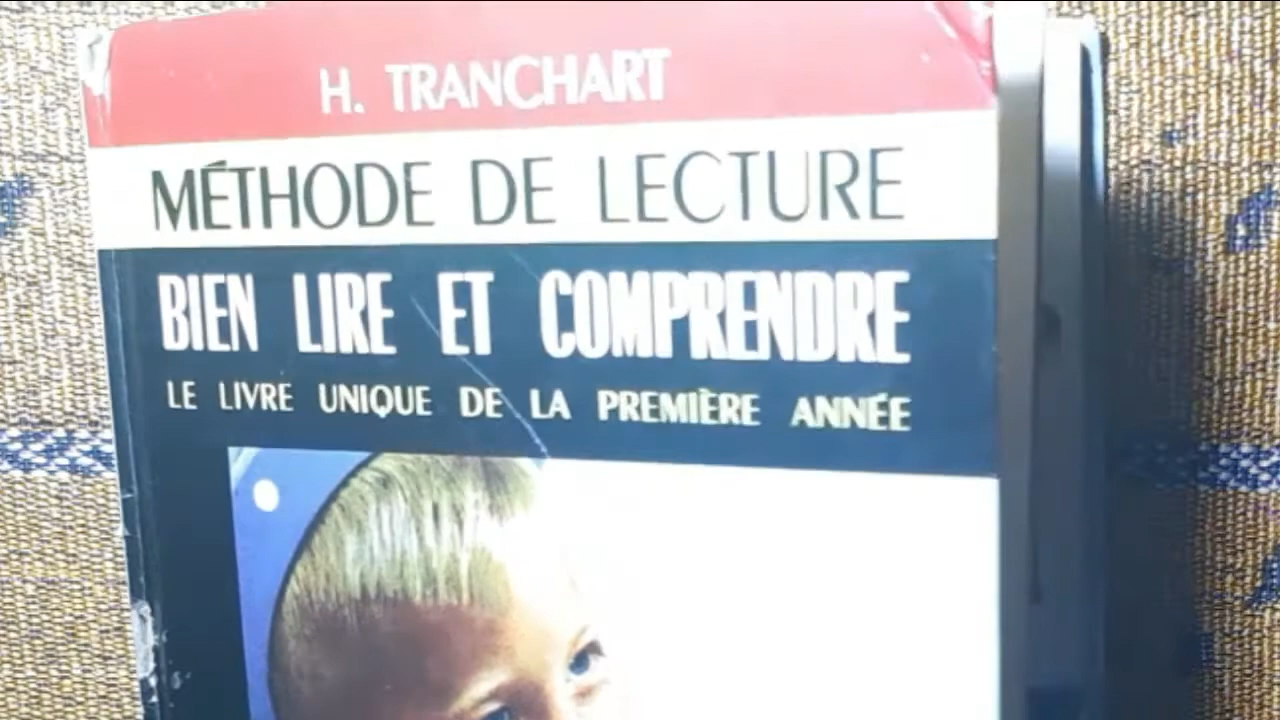 H. TRANCHART
MÉTHODE DE LECTURE
BIEN LIRE ET COMPRENDRE
LE LIVRE UNIQUE DE LA PREMIÈRE ANNÉE